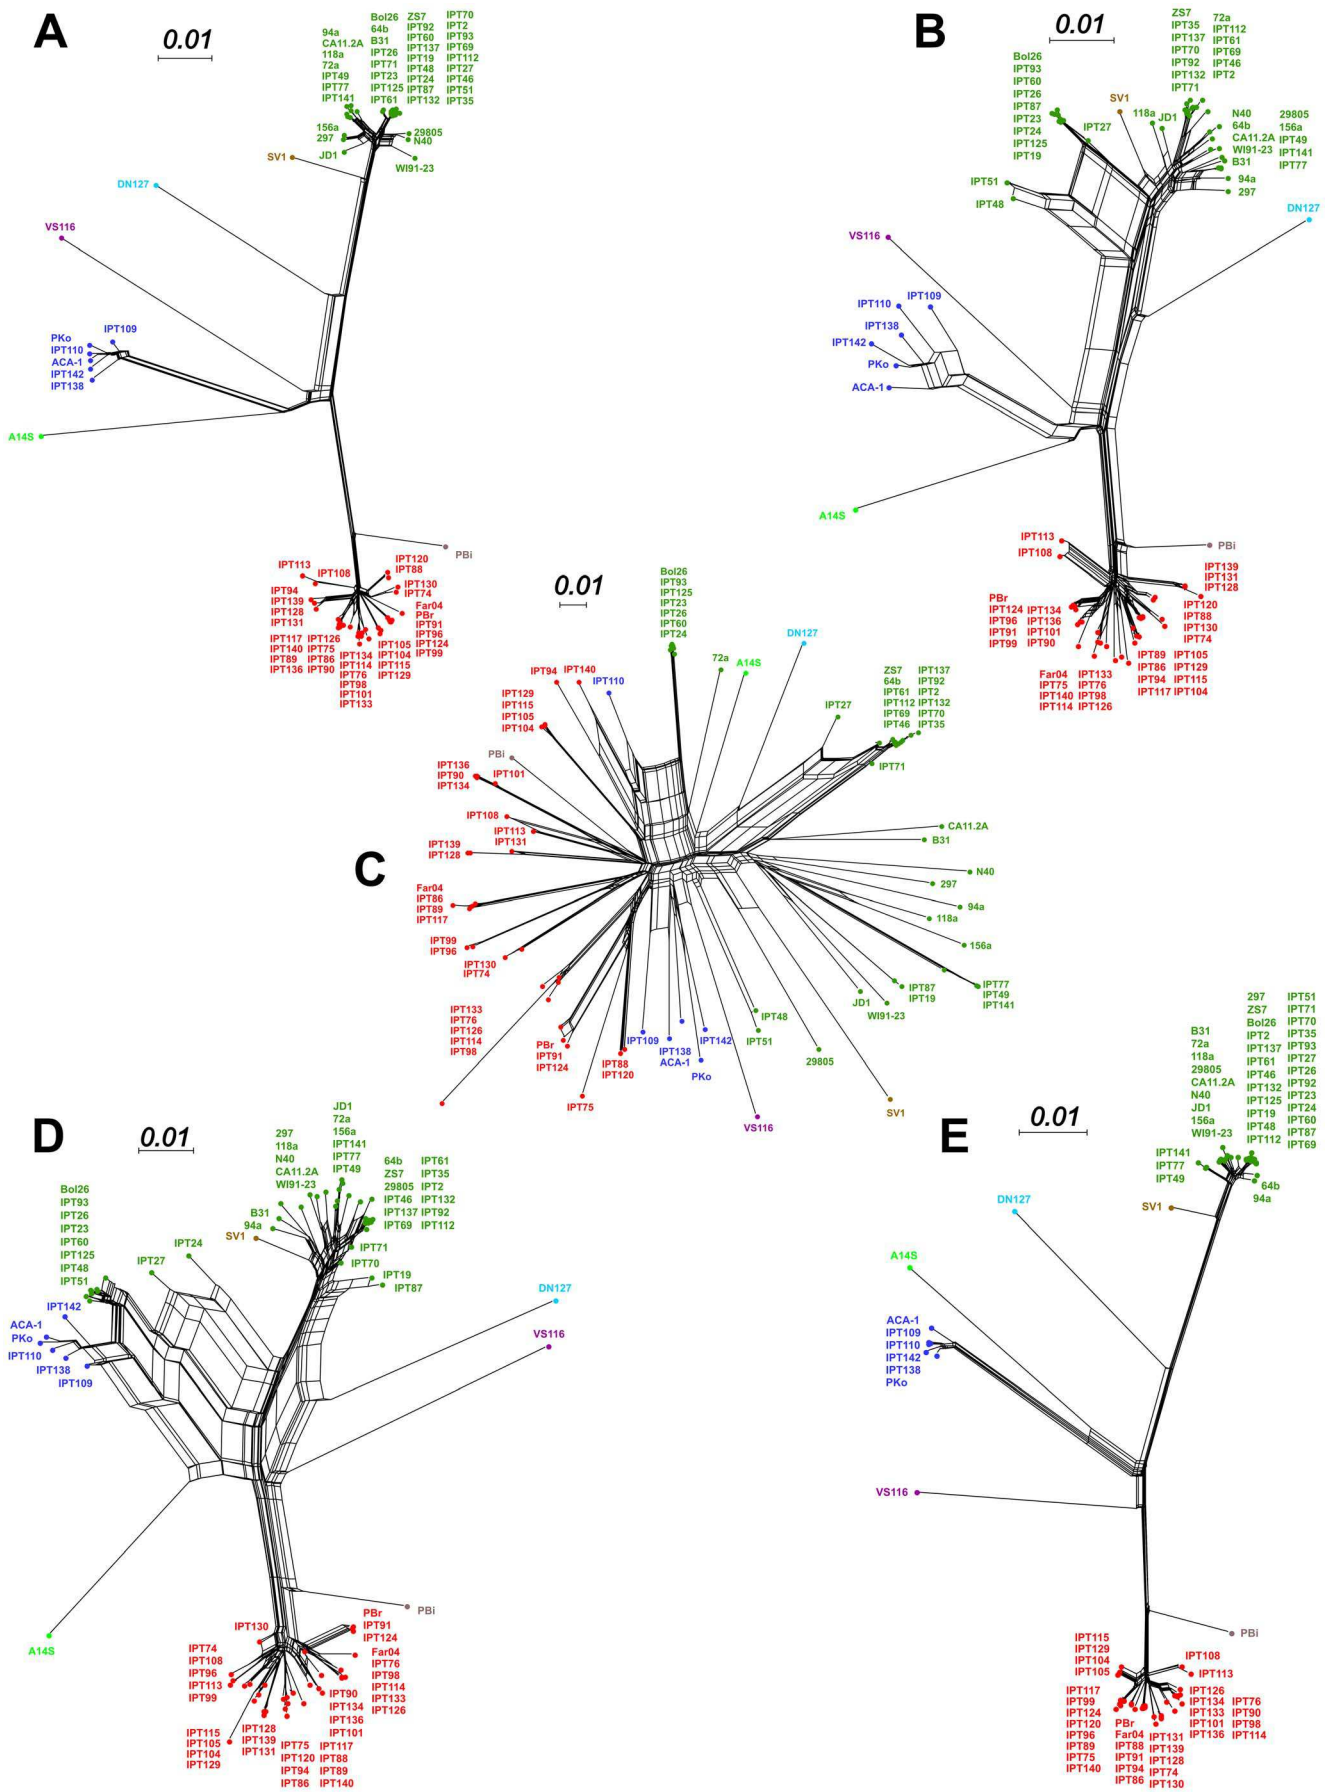 A
0.01
94a
CA11.2A
118a
72a
IPT49
IPT77
IPT141
Bol26
64b
B31
IPT26
IPT71
IPT23
IPT125
IPT61
ZS7
IPT92
IPT60
IPT137
IPT19
IPT48
IPT24
IPT87
IPT132
IPT70
IPT2
IPT93
IPT69
IPT112
IPT27
IPT46
IPT51
IPT35
156a
297
JD1
29805
N40
WI91-23
SV1
DN127
VS116
IPT109
PKo
IPT110
ACA-1
IPT142
IPT138
A14S
PBi
IPT113
IPT108
IPT120
IPT88
IPT130
IPT74
IPT94
IPT139
IPT128
IPT131
Far04
PBr
IPT91
IPT96
IPT124
IPT99
IPT117
IPT140
IPT89
IPT136
IPT126
IPT75
IPT86
IPT90
IPT134
IPT114
IPT76
IPT98
IPT101
IPT133
IPT105
IPT104
IPT115
IPT129
B
0.01
Bol26
IPT93
IPT60
IPT26
IPT87
IPT23
IPT24
IPT125
IPT19
IPT27
SV1
118a
JD1
ZS7
IPT35
IPT137
IPT70
IPT92
IPT132
IPT71
72a
IPT112
IPT61
IPT69
IPT46
IPT2
N40
64b
CA11.2A
WI91-23
B31
29805
156a
IPT49
IPT141
IPT77
94a
297
IPT51
IPT48
DN127
VS116
IPT110
IPT109
IPT138
IPT142
PKo
ACA-1
A14S
IPT113
IPT108
PBi
IPT139
IPT131
IPT128
PBr
IPT124
IPT96
IPT91
IPT99
IPT134
IPT136
IPT101
IPT90
IPT120
IPT88
IPT130
IPT74
Far04
IPT75
IPT140
IPT114
IPT133
IPT76
IPT98
IPT126
IPT89
IPT86
IPT94
IPT117
IPT105
IPT129
IPT115
IPT104
C
0.01
Bol26
IPT93
IPT125
IPT23
IPT26
IPT60
IPT24
72a
A14S
DN127
IPT94
IPT140
IPT110
IPT129
IPT115
IPT105
IPT104
PBi
IPT136
IPT90
IPT134
IPT101
IPT108
IPT113
IPT131
IPT139
IPT128
Far04
IPT86
IPT89
IPT117
IPT99
IPT96
IPT130
IPT74
IPT133
IPT76
IPT126
IPT114
IPT98
PBr
IPT91
IPT124
IPT88
IPT120
IPT75
IPT109
IPT138
ACA-1
PKo
IPT142
VS116
IPT48
IPT51
29805
SV1
JD1
WI91-23
IPT87
IPT19
IPT77
IPT49
IPT141
156a
118a
94a
297
N40
B31
CA11.2A
IPT71
IPT27
ZS7
64b
IPT61
IPT112
IPT69
IPT46
IPT137
IPT92
IPT2
IPT132
IPT70
IPT35
D
0.01
Bol26
IPT93
IPT26
IPT23
IPT60
IPT125
IPT48
IPT51
IPT27
IPT24
SV1
B31
94a
297
118a
N40
CA11.2A
WI91-23
JD1
72a
156a
IPT141
IPT77
IPT49
64b
ZS7
29805
IPT46
IPT137
IPT69
IPT61
IPT35
IPT2
IPT132
IPT92
IPT112
IPT71
IPT70
IPT19
IPT87
DN127
VS116
IPT142
ACA-1
PKo
IPT110
IPT138
IPT109
A14S
PBi
IPT130
PBr
IPT91
IPT124
IPT74
IPT108
IPT96
IPT113
IPT99
Far04
IPT76
IPT98
IPT114
IPT133
IPT126
IPT90
IPT134
IPT136
IPT101
IPT115
IPT105
IPT104
IPT129
IPT128
IPT139
IPT131
IPT75
IPT120
IPT94
IPT86
IPT117
IPT88
IPT89
IPT140
E
0.01
B31
72a
118a
29805
CA11.2A
N40
JD1
156a
WI91-23
297
ZS7
Bol26
IPT2
IPT137
IPT61
IPT46
IPT132
IPT125
IPT19
IPT48
IPT112
IPT51
IPT71
IPT70
IPT35
IPT93
IPT27
IPT26
IPT92
IPT23
IPT24
IPT60
IPT87
IPT69
IPT141
IPT77
IPT49
64b
94a
SV1
DN127
A14S
ACA-1
IPT109
IPT110
IPT142
IPT138
PKo
VS116
PBi
IPT115
IPT129
IPT104
IPT105
IPT108
IPT113
IPT117
IPT99
IPT124
IPT120
IPT96
IPT89
IPT75
IPT140
PBr
Far04
IPT88
IPT91
IPT94
IPT86
IPT131
IPT139
IPT128
IPT74
IPT130
IPT126
IPT134
IPT133
IPT101
IPT136
IPT76
IPT90
IPT98
IPT114